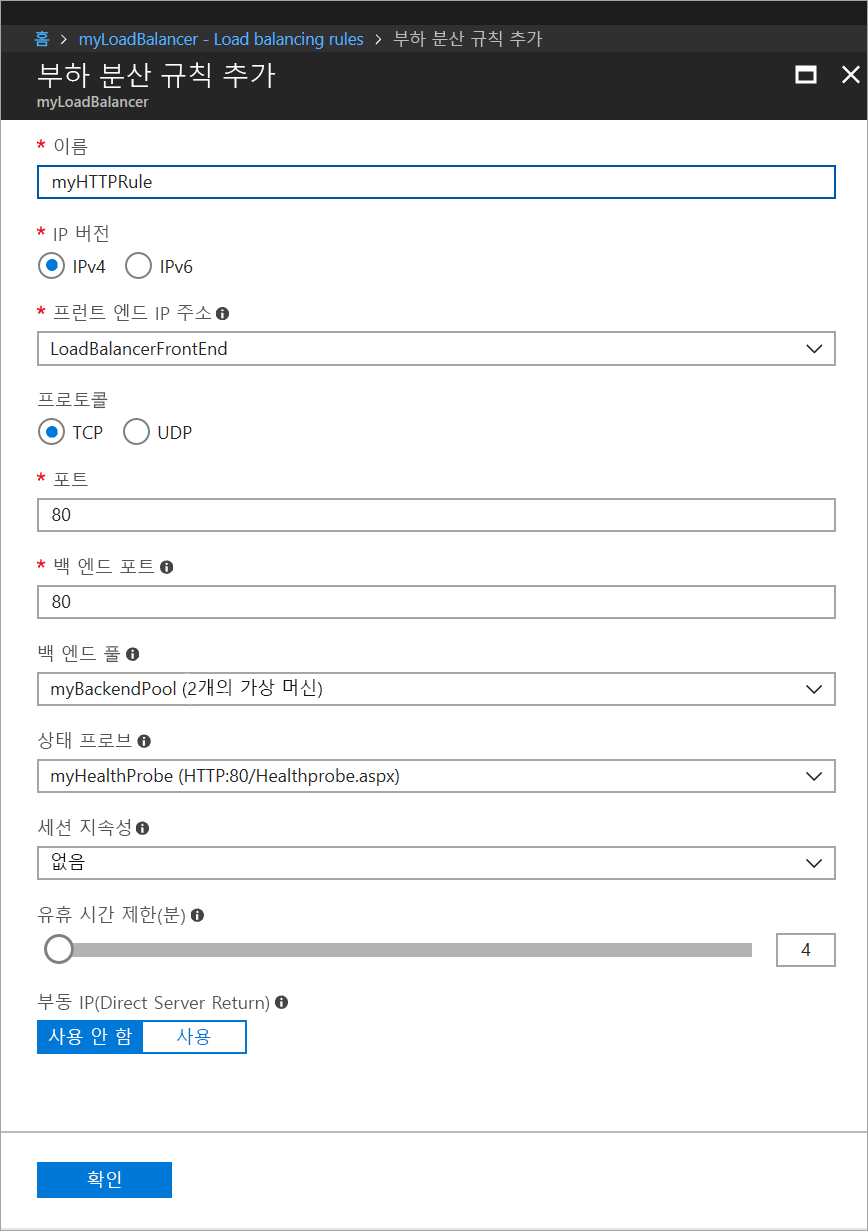 홈 > myLoadBalancer - Load balancing rules > 부하 분산 규칙 추가
부하 분산 규칙 추가
myLoadBalancer
* 이름
myHTTPRule
* IP 버전
IPv4 IPv6
* 프런트 엔드 IP 주소
LoadBalancerFrontEnd
프로토콜
TCP UDP
* 포트
80
* 백 엔드 포트
80
백 엔드 풀
myBackendPool (2개의 가상 머신)
상태 프로브
myHealthProbe (HTTP:80/Healthprobe.aspx)
세션 지속성
없음
유휴 시간 제한(분)
4
부동 IP(Direct Server Return)
사용 안 함 사용
확인